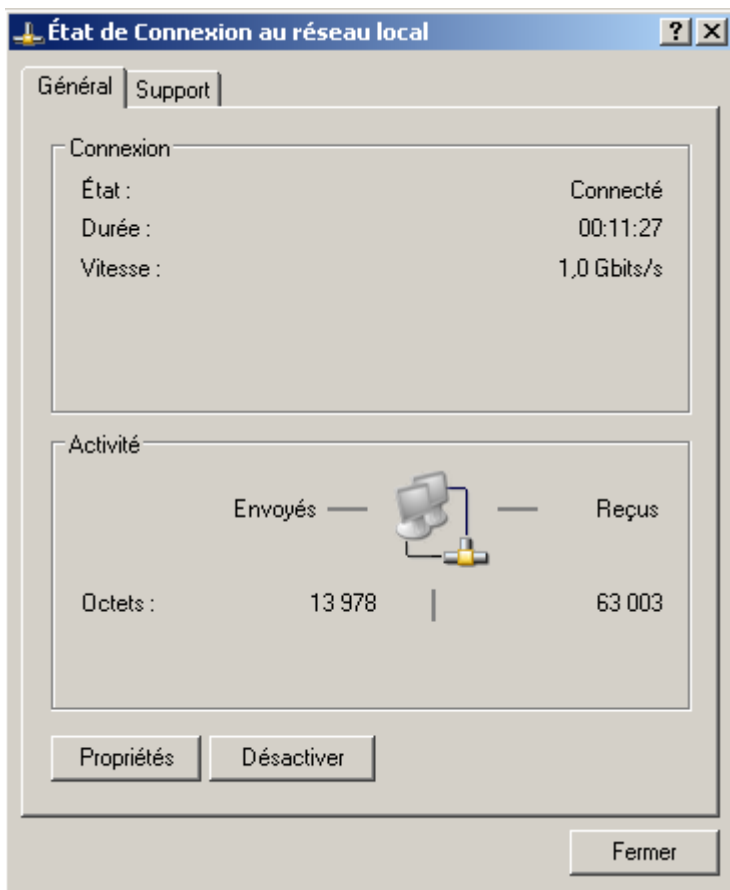 État de Connexion au réseau local
Général Support
Connexion
État : Connecté
Durée : 00:11:27
Vitesse : 1,0 Gbits/s
Activité
Envoyés Reçus
Octets : 13 978 63 003
Propriétés Désactiver
Fermer